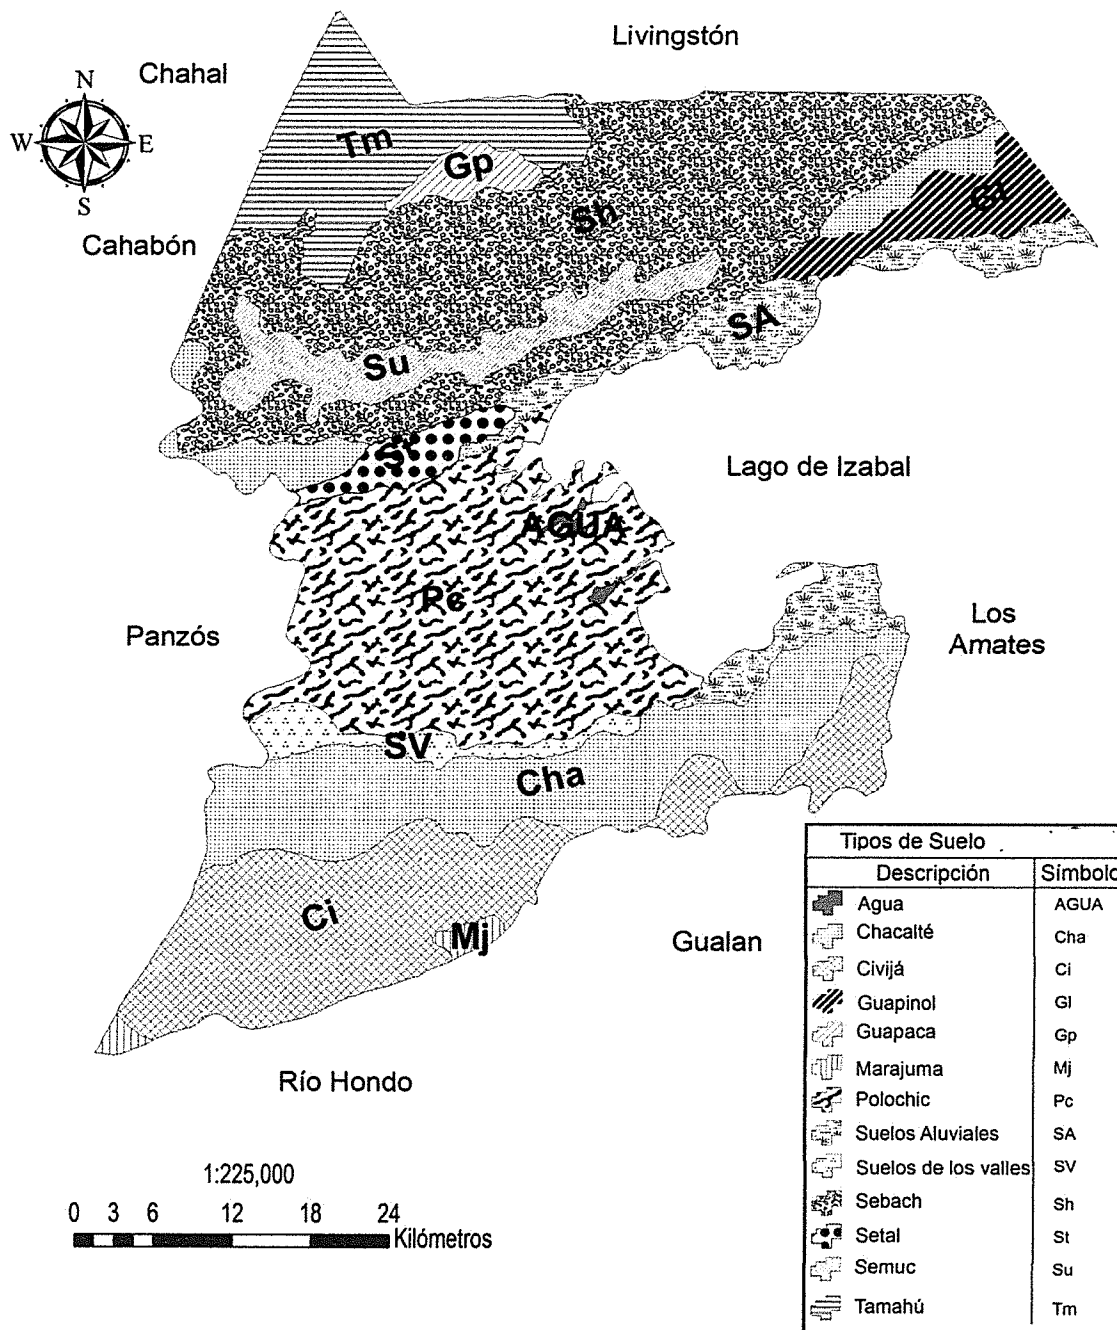 Livingstón
Chahal
N
W E
S
Tm
Gp
Cahabón
Sh
Gl
SA
Su
St
Lago de Izabal
AGUA
Pc
Panzós
Los
Amates
SV
Cha
Ci
Mj
Gualan
Río Hondo
1:225,000
0 3 6 12 18 24
Kilómetros
Tipos de Suelo
Descripción Símbolo
Agua AGUA
Chacalté Cha
Civijá Ci
Guapinol Gl
Guapaca Gp
Marajuma Mj
Polochic Pc
Suelos Aluviales SA
Suelos de los valles SV
Sebach Sh
Setal St
Semuc Su
Tamahú Tm